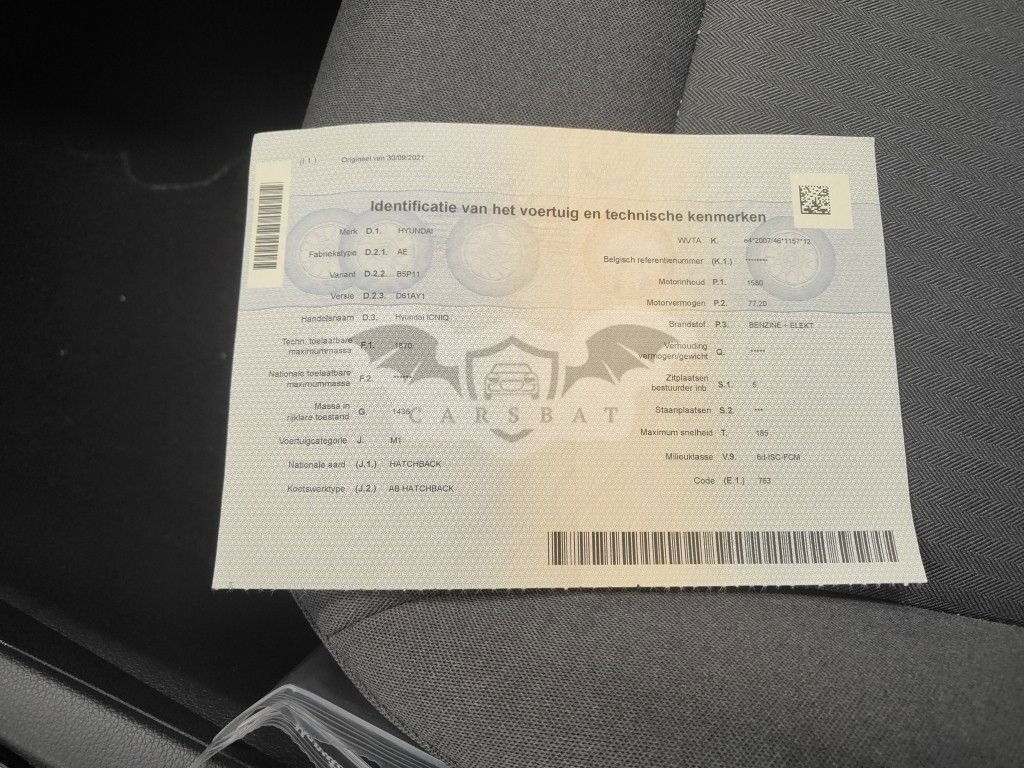 (I.1.) Origineel van 30/09/2021
Identificatie van het voertuig en technische kenmerken
Merk D.1. HYUNDAI
Fabriekstype D.2.1. AE
Variant D.2.2. B5P11
Versie D.2.3. D61AY1
Handelsnaam D.3. Hyundai IONIQ
Techn. toelaatbare
maximummassa F.1. 1870
Nationale toelaatbare
maximummassa F.2. ******
Massa in
rijklare toestand G. 1436
Voertuigcategorie J. M1
Nationale aard (J.1.) HATCHBACK
Koetswerktype (J.2.) AB HATCHBACK
WVTA K. e4*2007/46*1157*12
Belgisch referentienummer (K.1.) ********
Motorinhoud P.1. 1580
Motorvermogen P.2. 77,20
Brandstof P.3. BENZINE + ELEKT
Verhouding
vermogen/gewicht Q. *****
Zitplaatsen
bestuurder inb. S.1. 5
Staanplaatsen S.2. ***
Maximum snelheid T. 185
Milieuklasse V.9. 6d-ISC-FCM
Code (E.1.) 763
CARSBAT